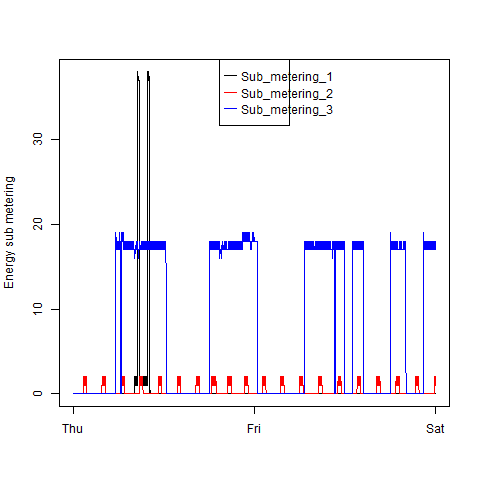 Sub_metering_1
Sub_metering_2
Sub_metering_3
Energy sub metering
30
20
10
0
Thu
Fri
Sat